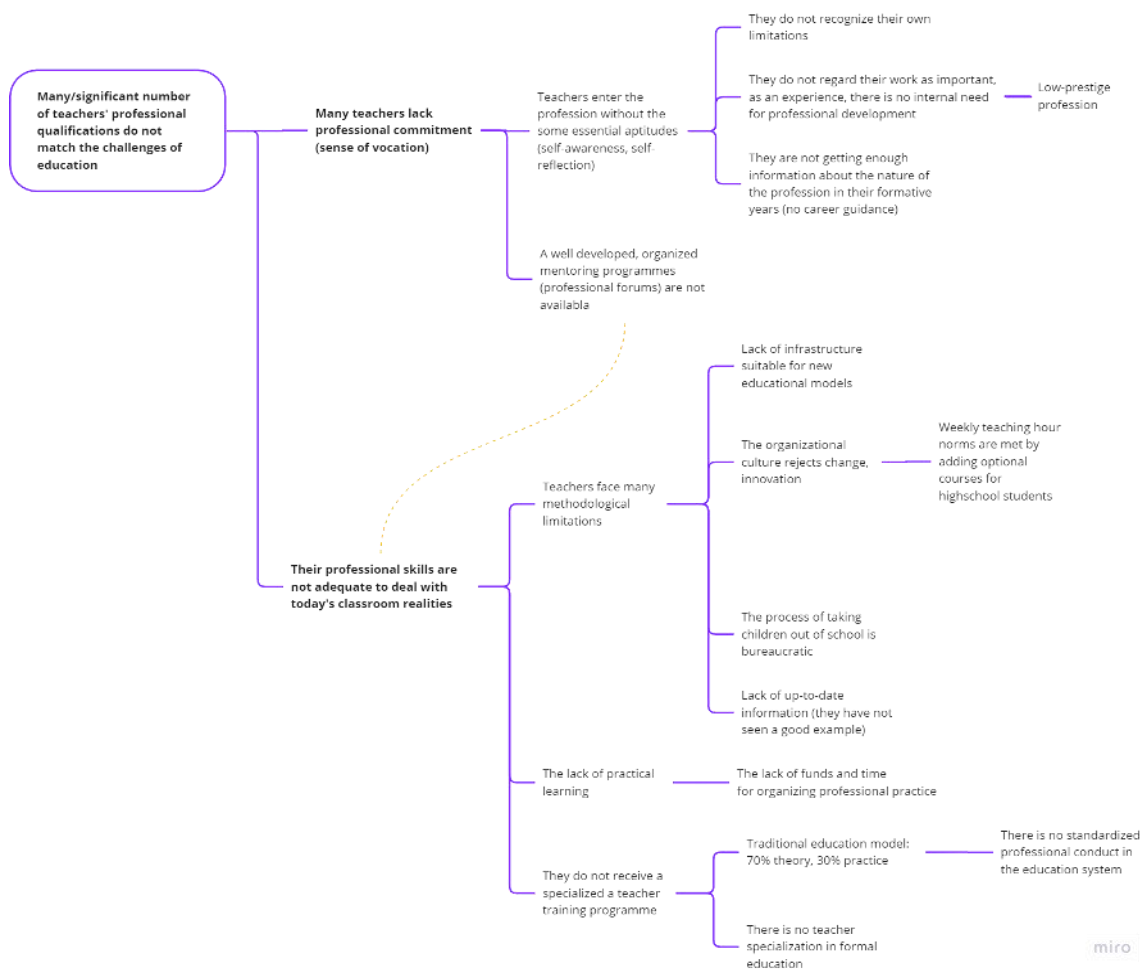 Many/significant number
of teachers' professional
qualifications do not
match the challenges of
education
Many teachers lack
professional commitment
(sense of vocation)
Teachers enter the
profession without the
some essential aptitudes
(self-awareness, self-
reflection)
They do not recognize their own
limitations
They do not regard their work as important,
as an experience, there is no internal need
for professional development
Low-prestige
profession
They are not getting enough
information about the nature of
the profession in their formative
years (no career guidance)
A well developed, organized
mentoring programmes
(professional forums) are not
availabla
Their professional skills are
not adequate to deal with
today's classroom realities
Teachers face many
methodological
limitations
Lack of infrastructure
suitable for new
educational models
The organizational
culture rejects change,
innovation
Weekly teaching hour
norms are met by
adding optional
courses for
highschool students
The process of taking
children out of school is
bureaucratic
Lack of up-to-date
information (they have not
seen a good example)
The lack of practical
learning
The lack of funds and time
for organizing professional practice
They do not receive a
specialized a teacher
training programme
Traditional education model:
70% theory, 30% practice
There is no standardized
professional conduct in
the education system
There is no teacher
specialization in formal
education
miro